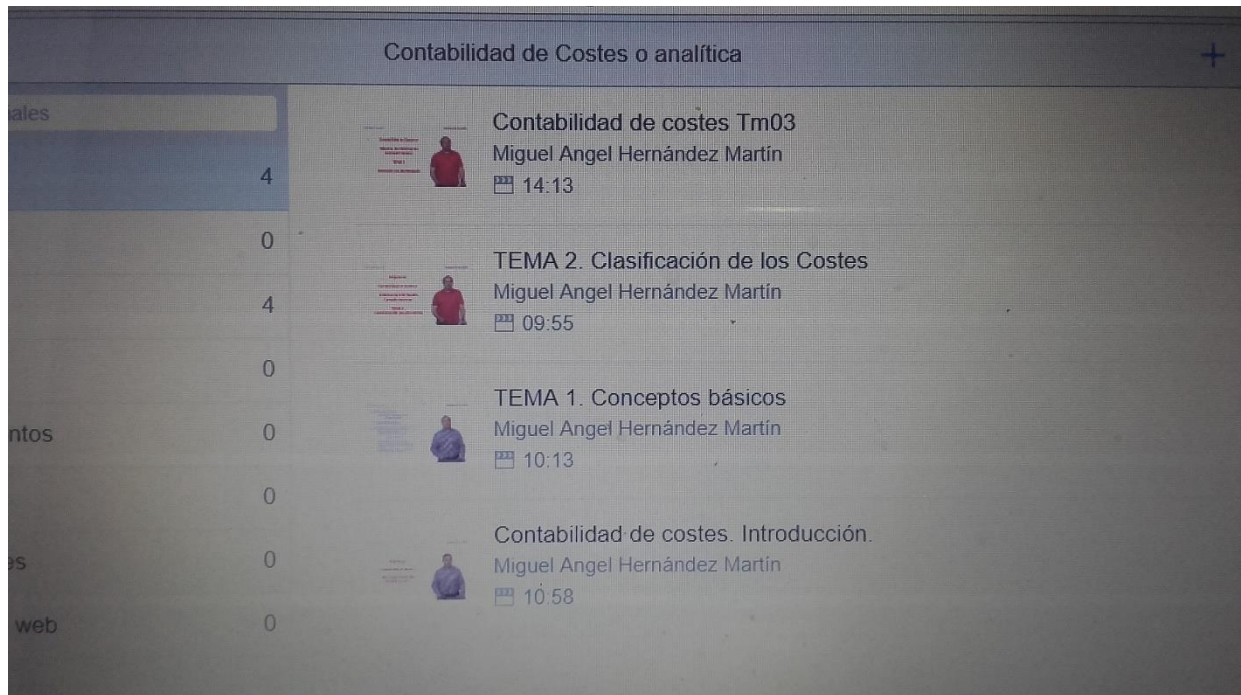 Contabilidad de Costes o analítica
+
ales
4
0
4
0
ntos
0
0
es
0
web
0
Contabilidad de costes Tm03
Miguel Angel Hernández Martín
14:13
TEMA 2. Clasificación de los Costes
Miguel Angel Hernández Martín
09:55
TEMA 1. Conceptos básicos
Miguel Angel Hernández Martín
10:13
Contabilidad de costes. Introducción.
Miguel Angel Hernández Martín
10:58